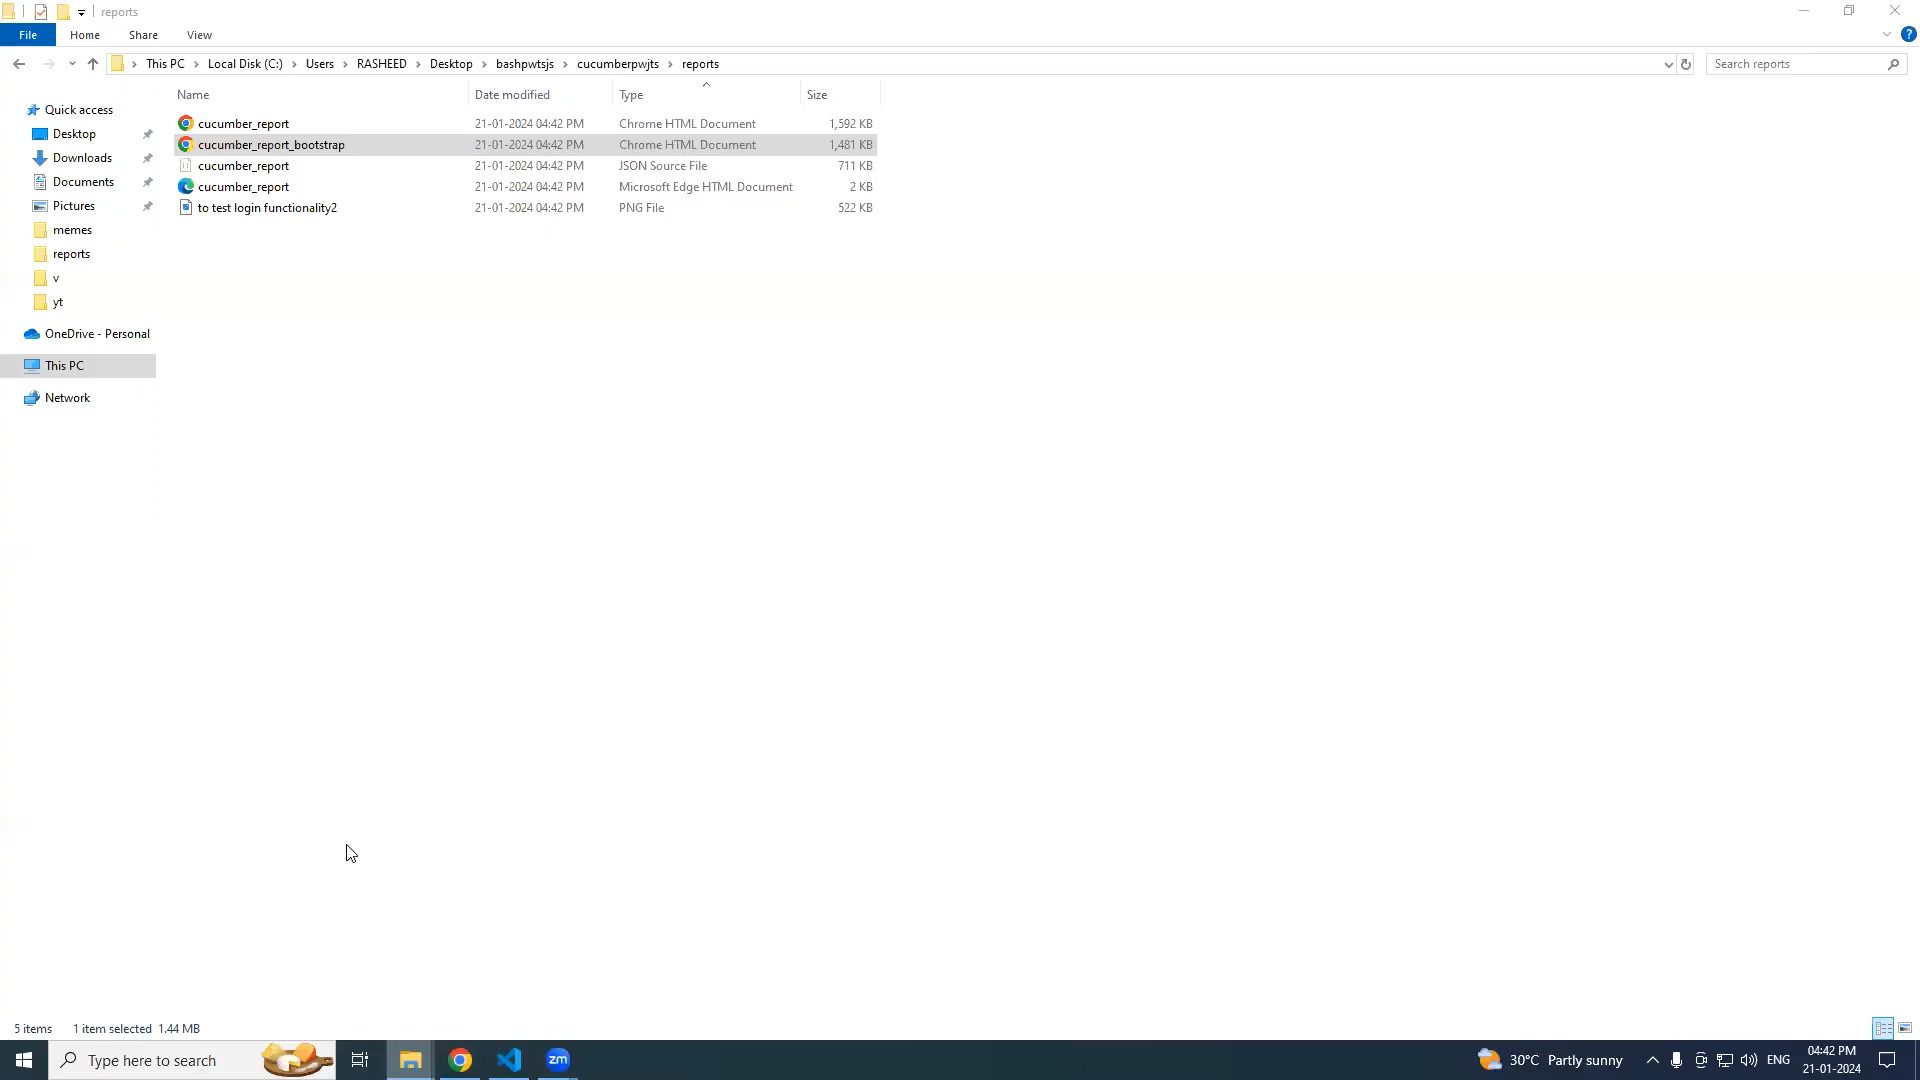 reports
File Home Share View
This PC Local Disk (C:) Users RASHEED Desktop bashpwtsjs cucumberpwjts reports
Search reports
Name Date modified Type Size
Quick access
Desktop
Downloads
Documents
Pictures
memes
reports
v
yt
OneDrive - Personal
This PC
Network
cucumber_report 21-01-2024 04:42 PM Chrome HTML Document 1,592 KB
cucumber_report_bootstrap 21-01-2024 04:42 PM Chrome HTML Document 1,481 KB
cucumber_report 21-01-2024 04:42 PM JSON Source File 711 KB
cucumber_report 21-01-2024 04:42 PM Microsoft Edge HTML Document 2 KB
to test login functionality2 21-01-2024 04:42 PM PNG File 522 KB
5 items 1 item selected 1.44 MB
Type here to search
zm
30°C Partly sunny
ENG
04:42 PM
21-01-2024